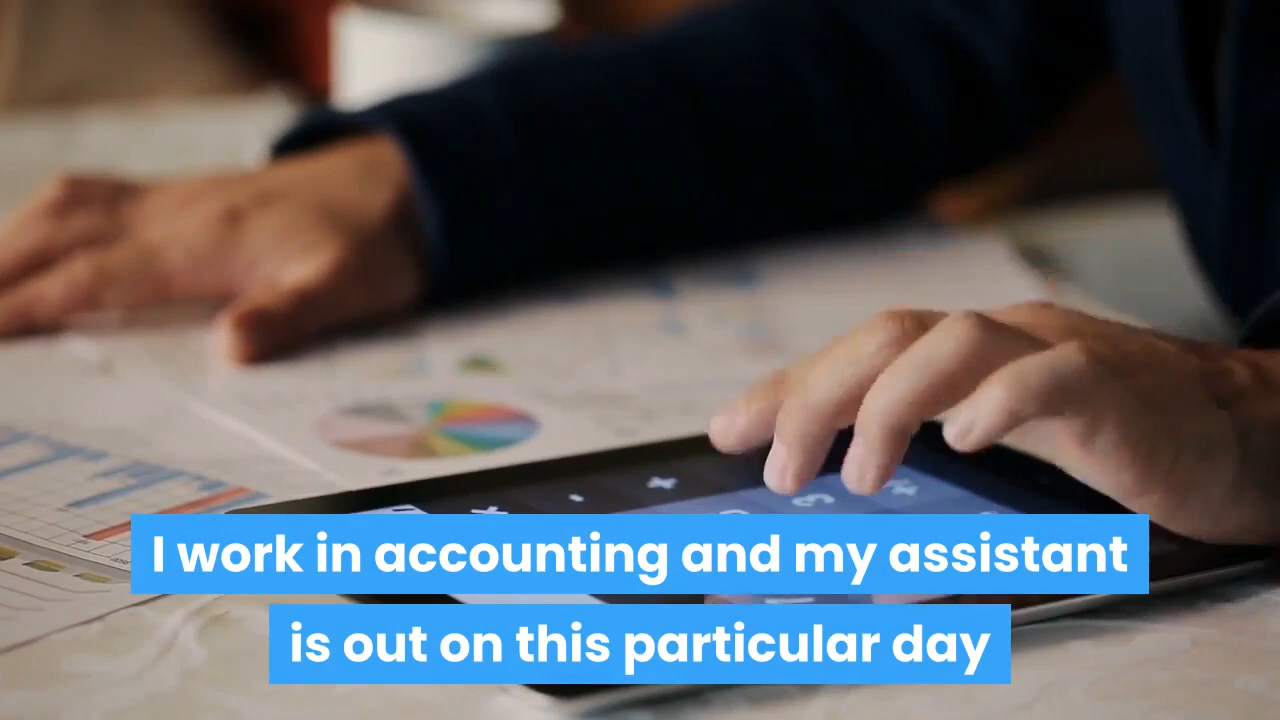 I work in accounting and my assistant
is out on this particular day